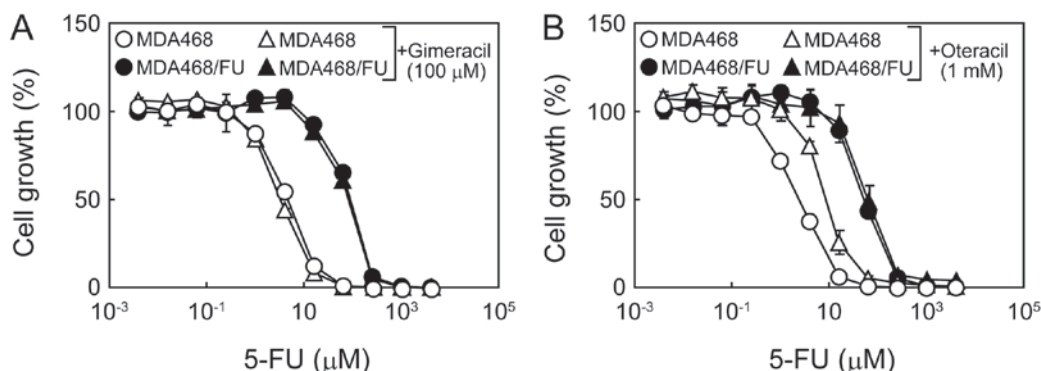 A
150
100
50
0
Cell growth (%)
○MDA468 △MDA468
●MDA468/FU ▲MDA468/FU
+Gimeracil
(100 μM)
10⁻³ 10⁻¹ 10 10³ 10⁵
5-FU (μM)
B
150
100
50
0
Cell growth (%)
○MDA468 △MDA468
●MDA468/FU ▲MDA468/FU
+Oteracil
(1 mM)
10⁻³ 10⁻¹ 10 10³ 10⁵
5-FU (μM)